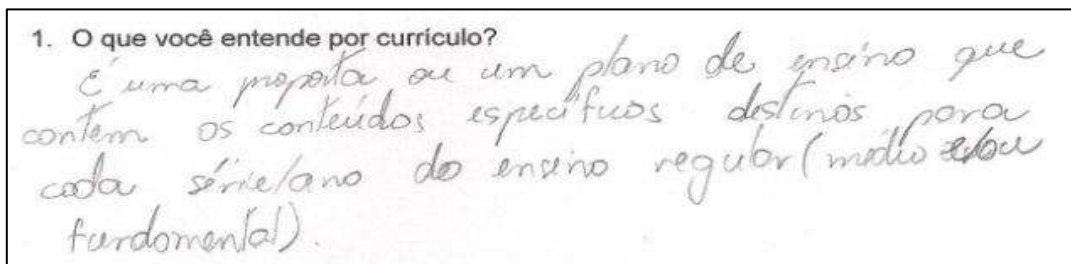 1. O que você entende por currículo?
É uma proposta ou um plano de ensino que
contem os conteúdos específicos destinos para
cada série/ano do ensino regular (médio e/ou
fundamental).